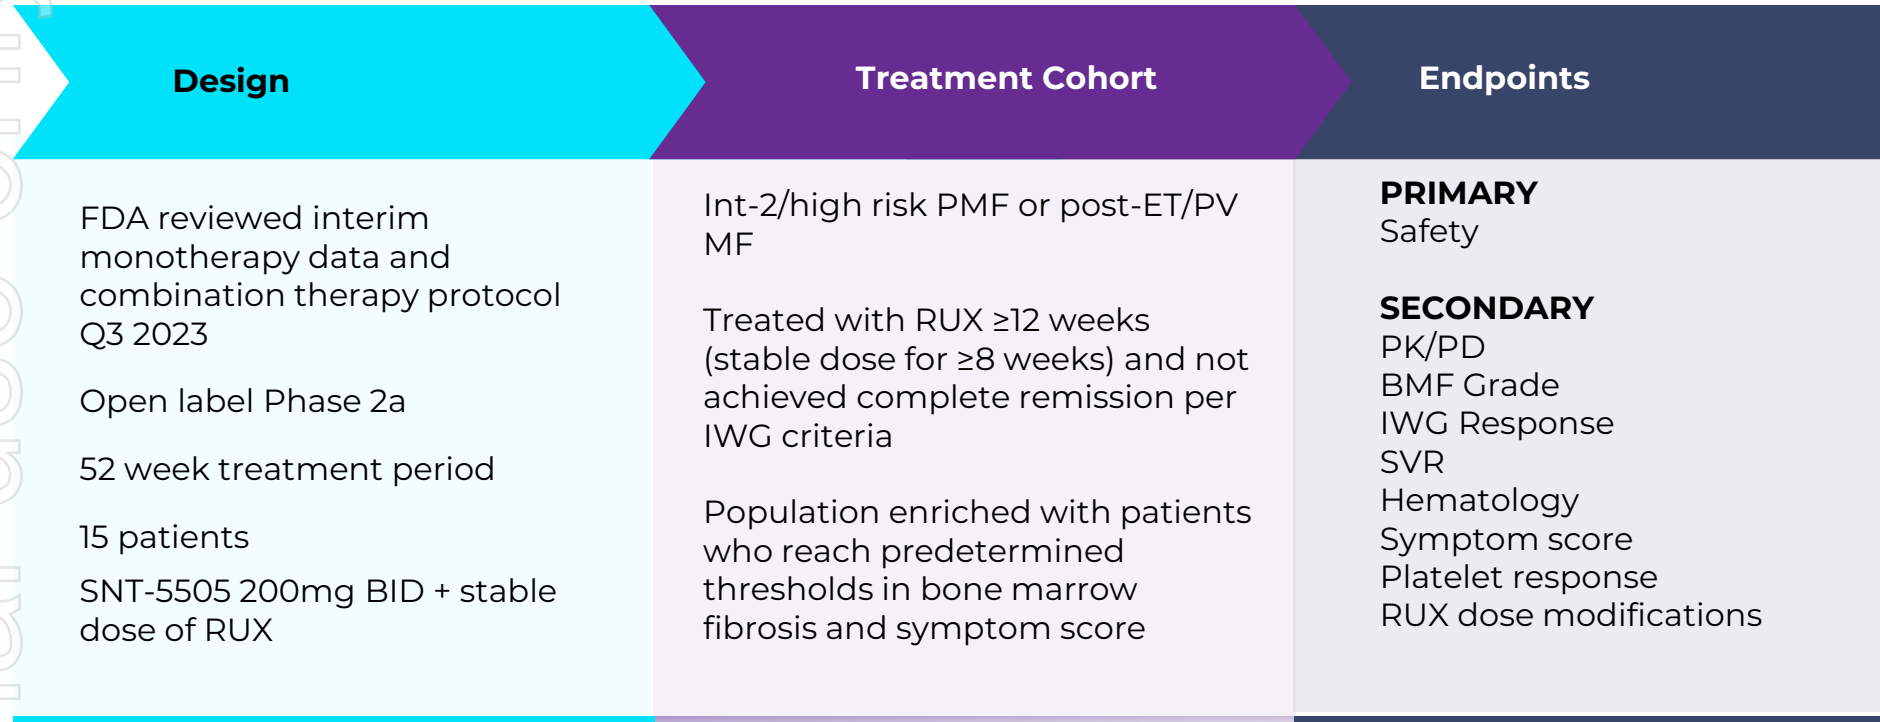 Design
FDA reviewed interim
monotherapy data and
combination therapy protocol
Q3 2023
Open label Phase 2a
52 week treatment period
15 patients
SNT-5505 200mg BID + stable
dose of RUX
Treatment Cohort
Int-2/high risk PMF or post-ET/PV
MF
Treated with RUX ≥12 weeks
(stable dose for ≥8 weeks) and not
achieved complete remission per
IWG criteria
Population enriched with patients
who reach predetermined
thresholds in bone marrow
fibrosis and symptom score
Endpoints
PRIMARY
Safety
SECONDARY
PK/PD
BMF Grade
IWG Response
SVR
Hematology
Symptom score
Platelet response
RUX dose modifications